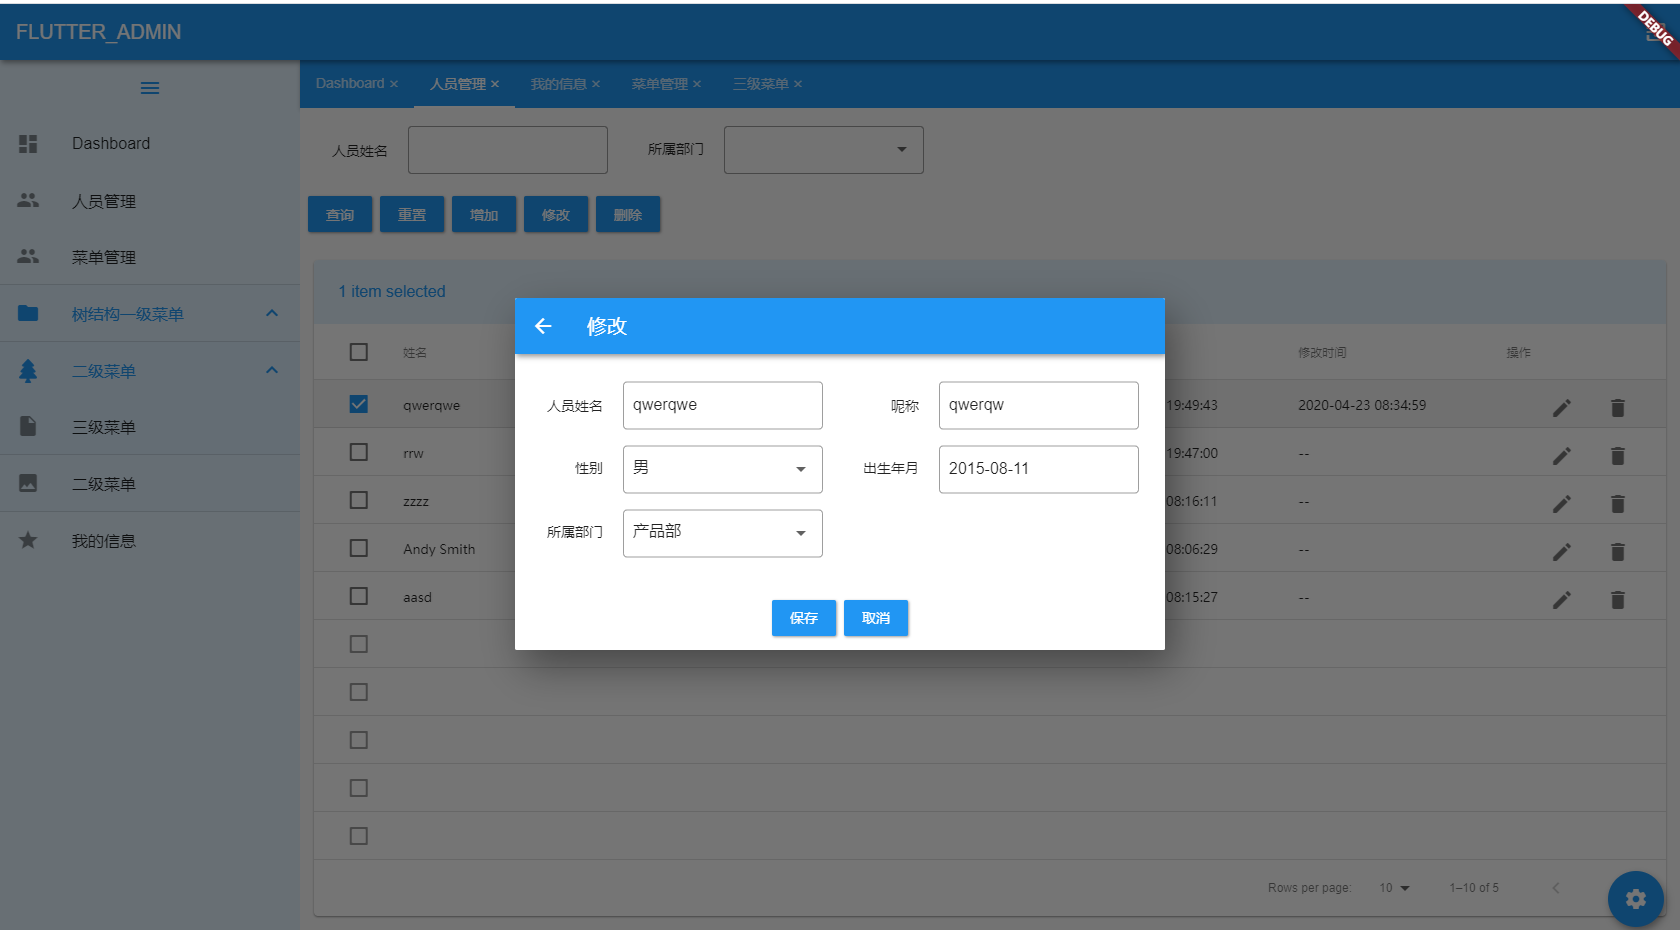 FLUTTER_ADMIN
DEBUG
Dashboard × 人员管理 × 我的信息 × 菜单管理 × 三级菜单 ×
Dashboard
人员管理
菜单管理
树结构一级菜单
二级菜单
三级菜单
二级菜单
我的信息
人员姓名 所属部门
查询 重置 增加 修改 删除
1 item selected
姓名 修改时间 操作
qwerqwe 19:49:43 2020-04-23 08:34:59
rrw 19:47:00 --
zzzz 08:16:11 --
Andy Smith 08:06:29 --
aasd 08:15:27 --
修改
人员姓名 qwerqwe 昵称 qwerqw
性别 男 出生年月 2015-08-11
所属部门 产品部
保存 取消
Rows per page: 10 1–10 of 5